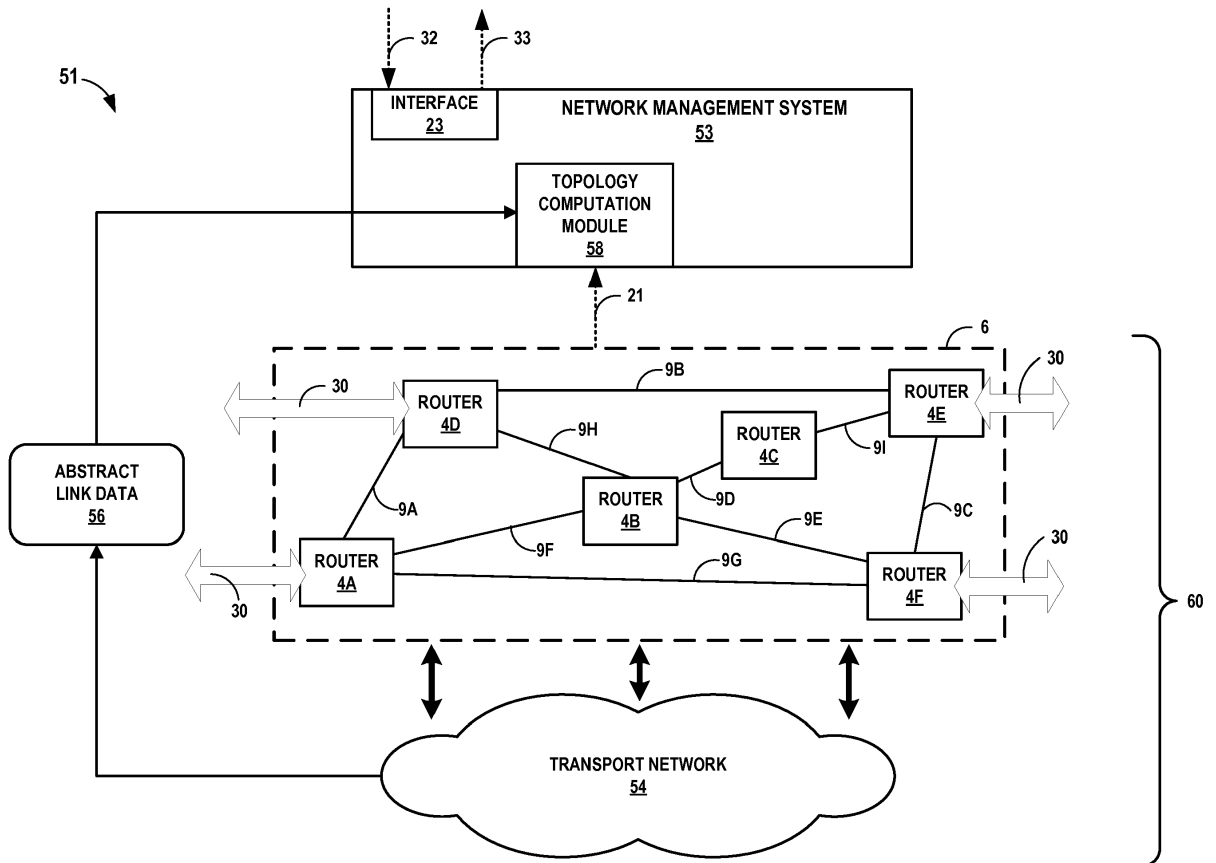 32
33
51
INTERFACE
23
NETWORK MANAGEMENT SYSTEM
53
TOPOLOGY
COMPUTATION
MODULE
58
21
6
30
9B
30
ROUTER
4D
ROUTER
4E
9H
ROUTER
4C
9I
ABSTRACT
LINK DATA
56
9A
ROUTER
4B
9D
9C
9F
9E
30
ROUTER
4A
9G
ROUTER
4F
30
60
TRANSPORT NETWORK
54